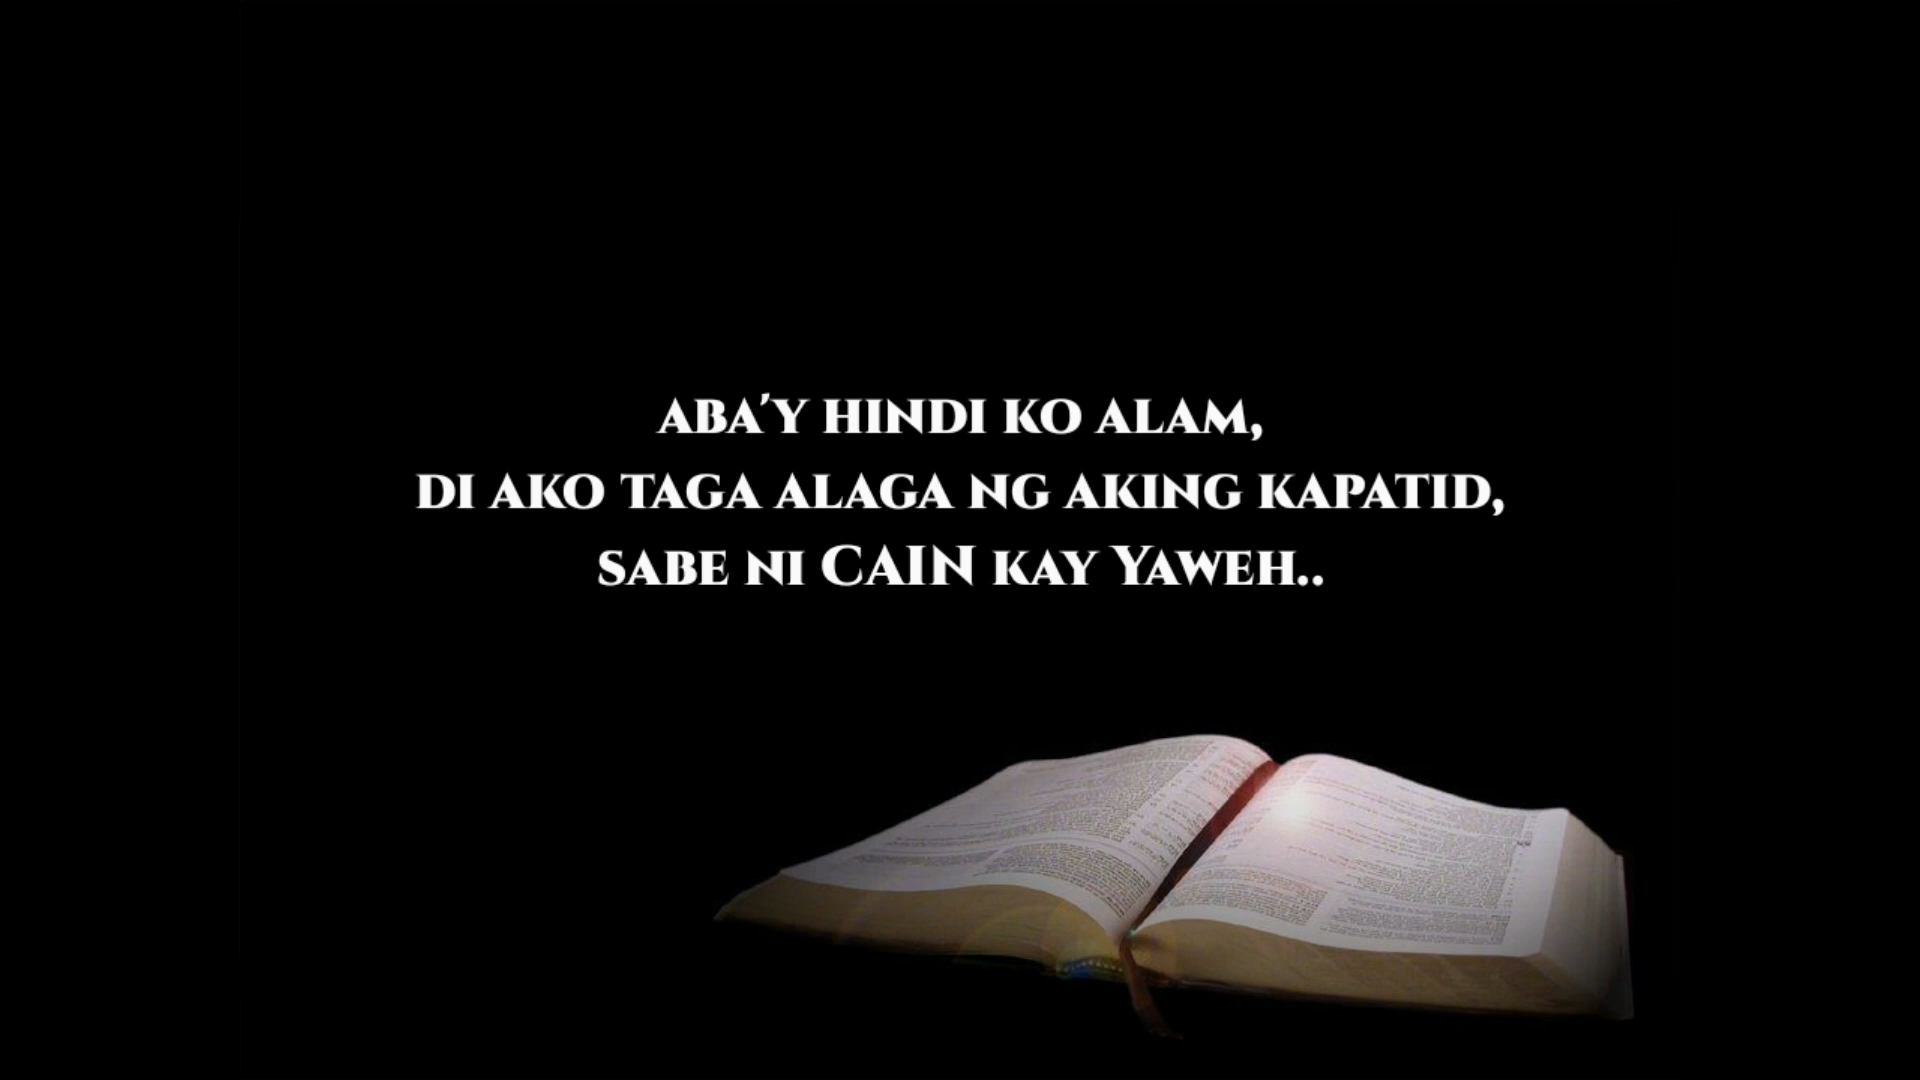 ABA'Y HINDI KO ALAM,
DI AKO TAGA ALAGA NG AKING KAPATID,
SABE NI CAIN KAY YAWEH..